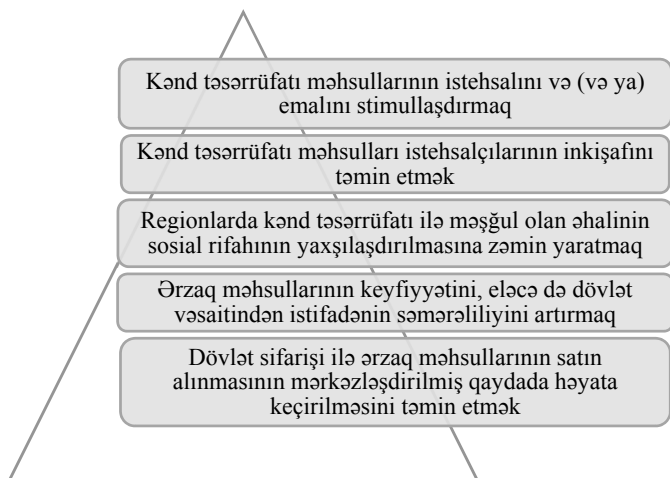 Kənd təsərrüfatı məhsullarının istehsalını və (və ya)
emalını stimullaşdırmaq
Kənd təsərrüfatı məhsulları istehsalçılarının inkişafını
təmin etmək
Regionlarda kənd təsərrüfatı ilə məşğul olan əhalinin
sosial rifahının yaxşılaşdırılmasına zəmin yaratmaq
Ərzaq məhsullarının keyfiyyətini, eləcə də dövlət
vəsaitindən istifadənin səmərəliliyini artırmaq
Dövlət sifarişi ilə ərzaq məhsullarının satın
alınmasının mərkəzləşdirilmiş qaydada həyata
keçirilməsini təmin etmək